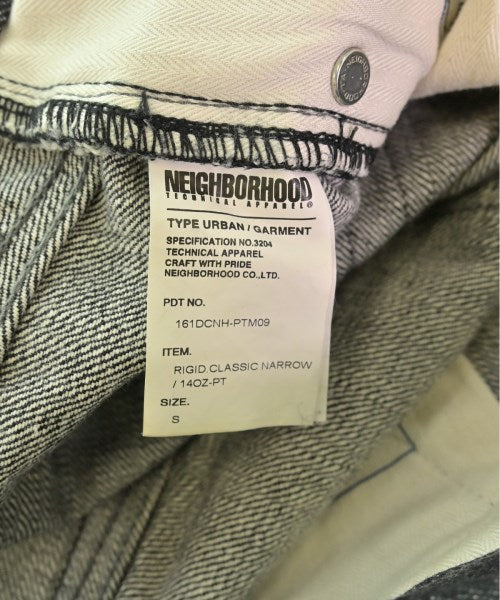 NEIGHBORHOOD
TECHNICAL APPAREL®
TYPE URBAN / GARMENT
SPECIFICATION NO.3204
TECHNICAL APPAREL
CRAFT WITH PRIDE
NEIGHBORHOOD CO.,LTD.
PDT NO.
161DCNH-PTM09
ITEM.
RIGID.CLASSIC NARROW
/ 14OZ-PT
SIZE.
S